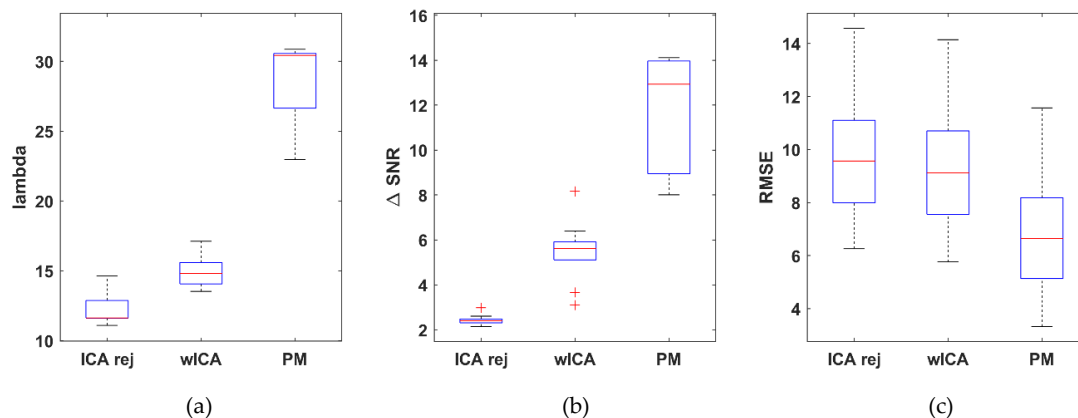 lambda
30
25
20
15
10
ICA rej wICA PM
(a)
Δ SNR
16
14
12
10
8
6
4
2
ICA rej wICA PM
(b)
RMSE
14
12
10
8
6
4
ICA rej wICA PM
(c)